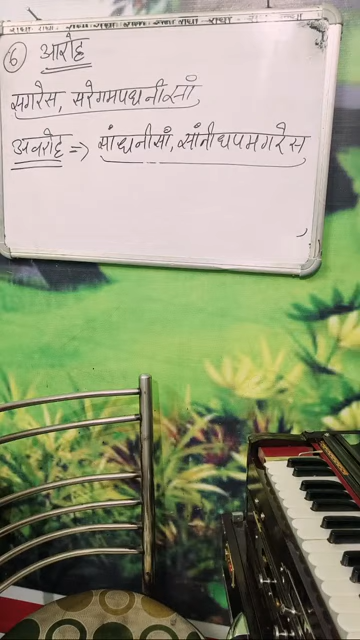 राधा राधा राधा राधा राधा राधा राधा
⑥ आरोह
सगरेस, सरेगमपधनीसां
अवरोह => सांधनीसां, सांनीधपमगरेस